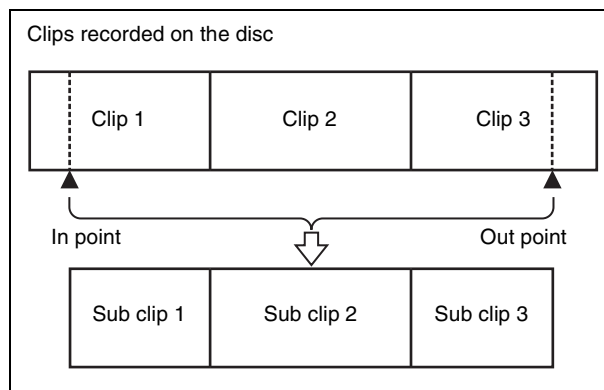 Clips recorded on the disc
Clip 1 Clip 2 Clip 3
In point Out point
Sub clip 1 Sub clip 2 Sub clip 3